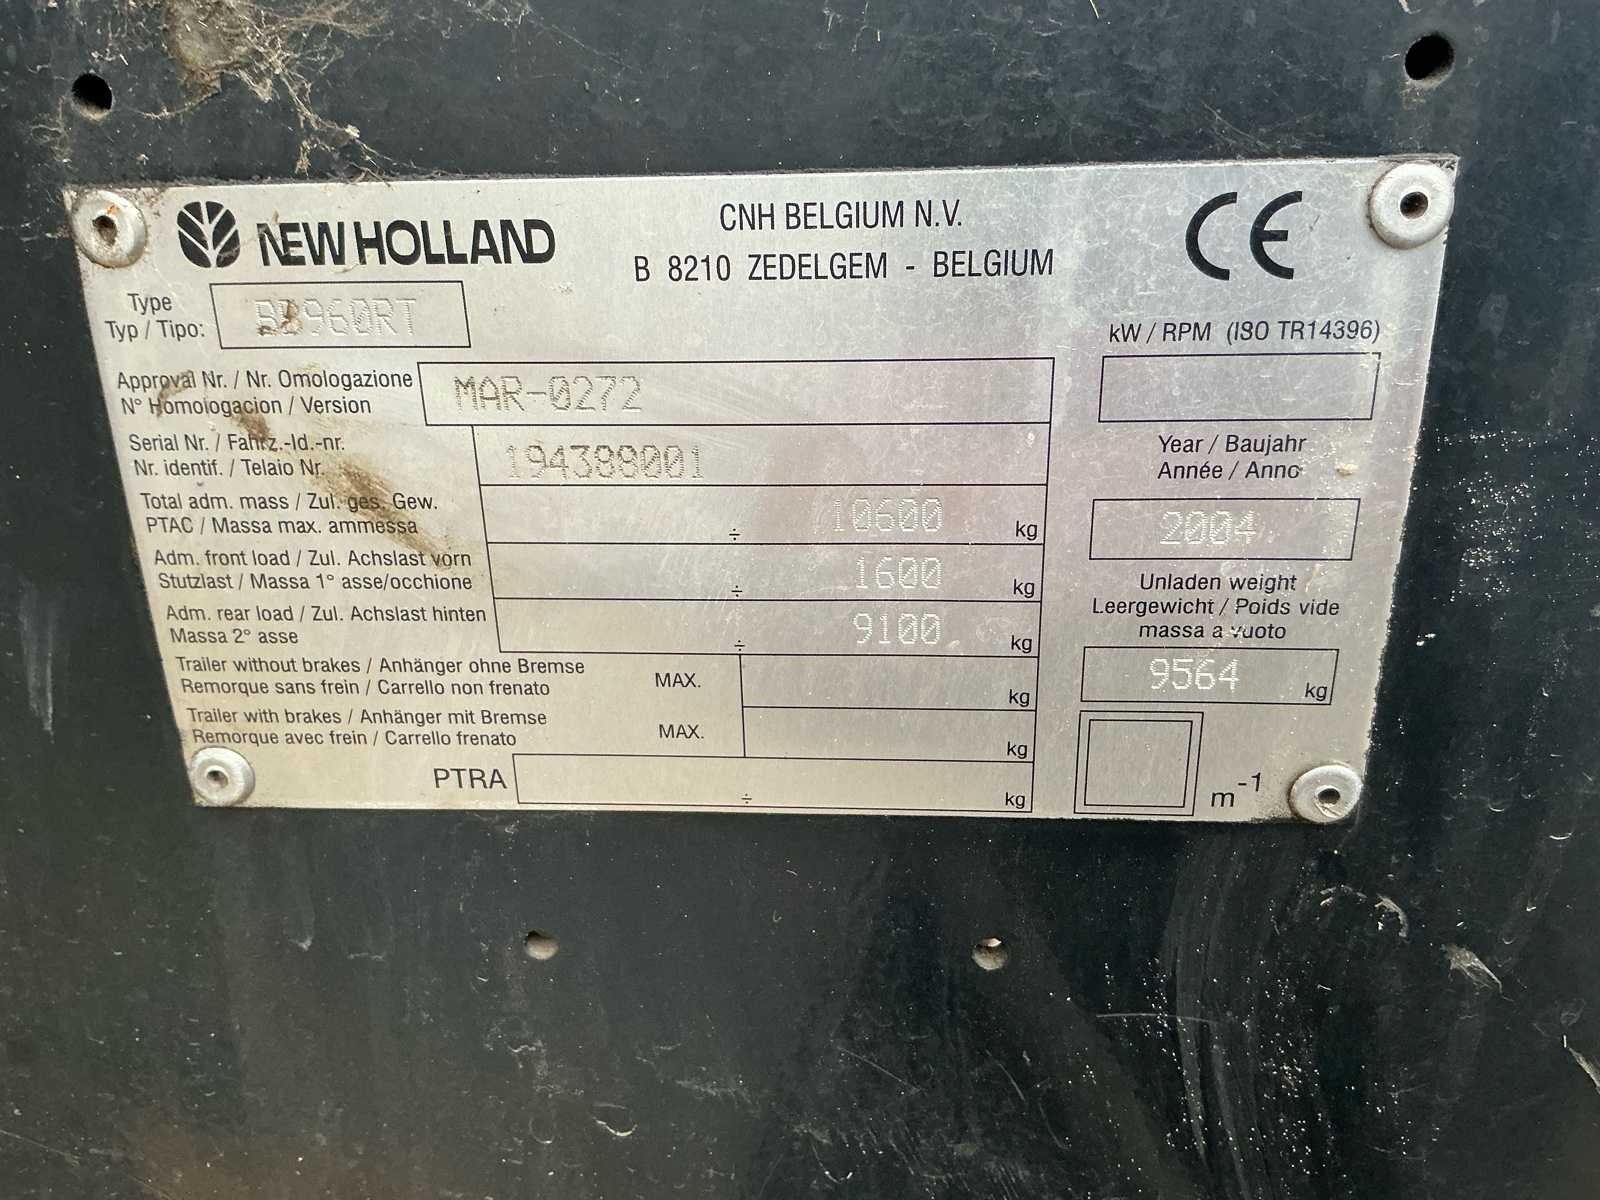 NEW HOLLAND
CNH BELGIUM N.V.
B 8210 ZEDELGEM - BELGIUM
CE
Type
Typ / Tipo:
BB960RT
Approval Nr. / Nr. Omologazione
N° Homologacion / Version
MAR-0272
Serial Nr. / Fahrz.-Id.-nr.
Nr. identif. / Telaio Nr.
194388001
Total adm. mass / Zul. ges. Gew.
PTAC / Massa max. ammessa
÷ 10600 kg
Adm. front load / Zul. Achslast vorn
Stutzlast / Massa 1° asse/occhione
÷ 1600 kg
Adm. rear load / Zul. Achslast hinten
Massa 2° asse
÷ 9100 kg
Trailer without brakes / Anhänger ohne Bremse
Remorque sans frein / Carrello non frenato
MAX. kg
Trailer with brakes / Anhänger mit Bremse
Remorque avec frein / Carrello frenato
MAX. kg
PTRA ÷ kg
kW / RPM (ISO TR14396)
Year / Baujahr
Année / Anno
2004
Unladen weight
Leergewicht / Poids vide
massa a vuoto
9564 kg
m-1